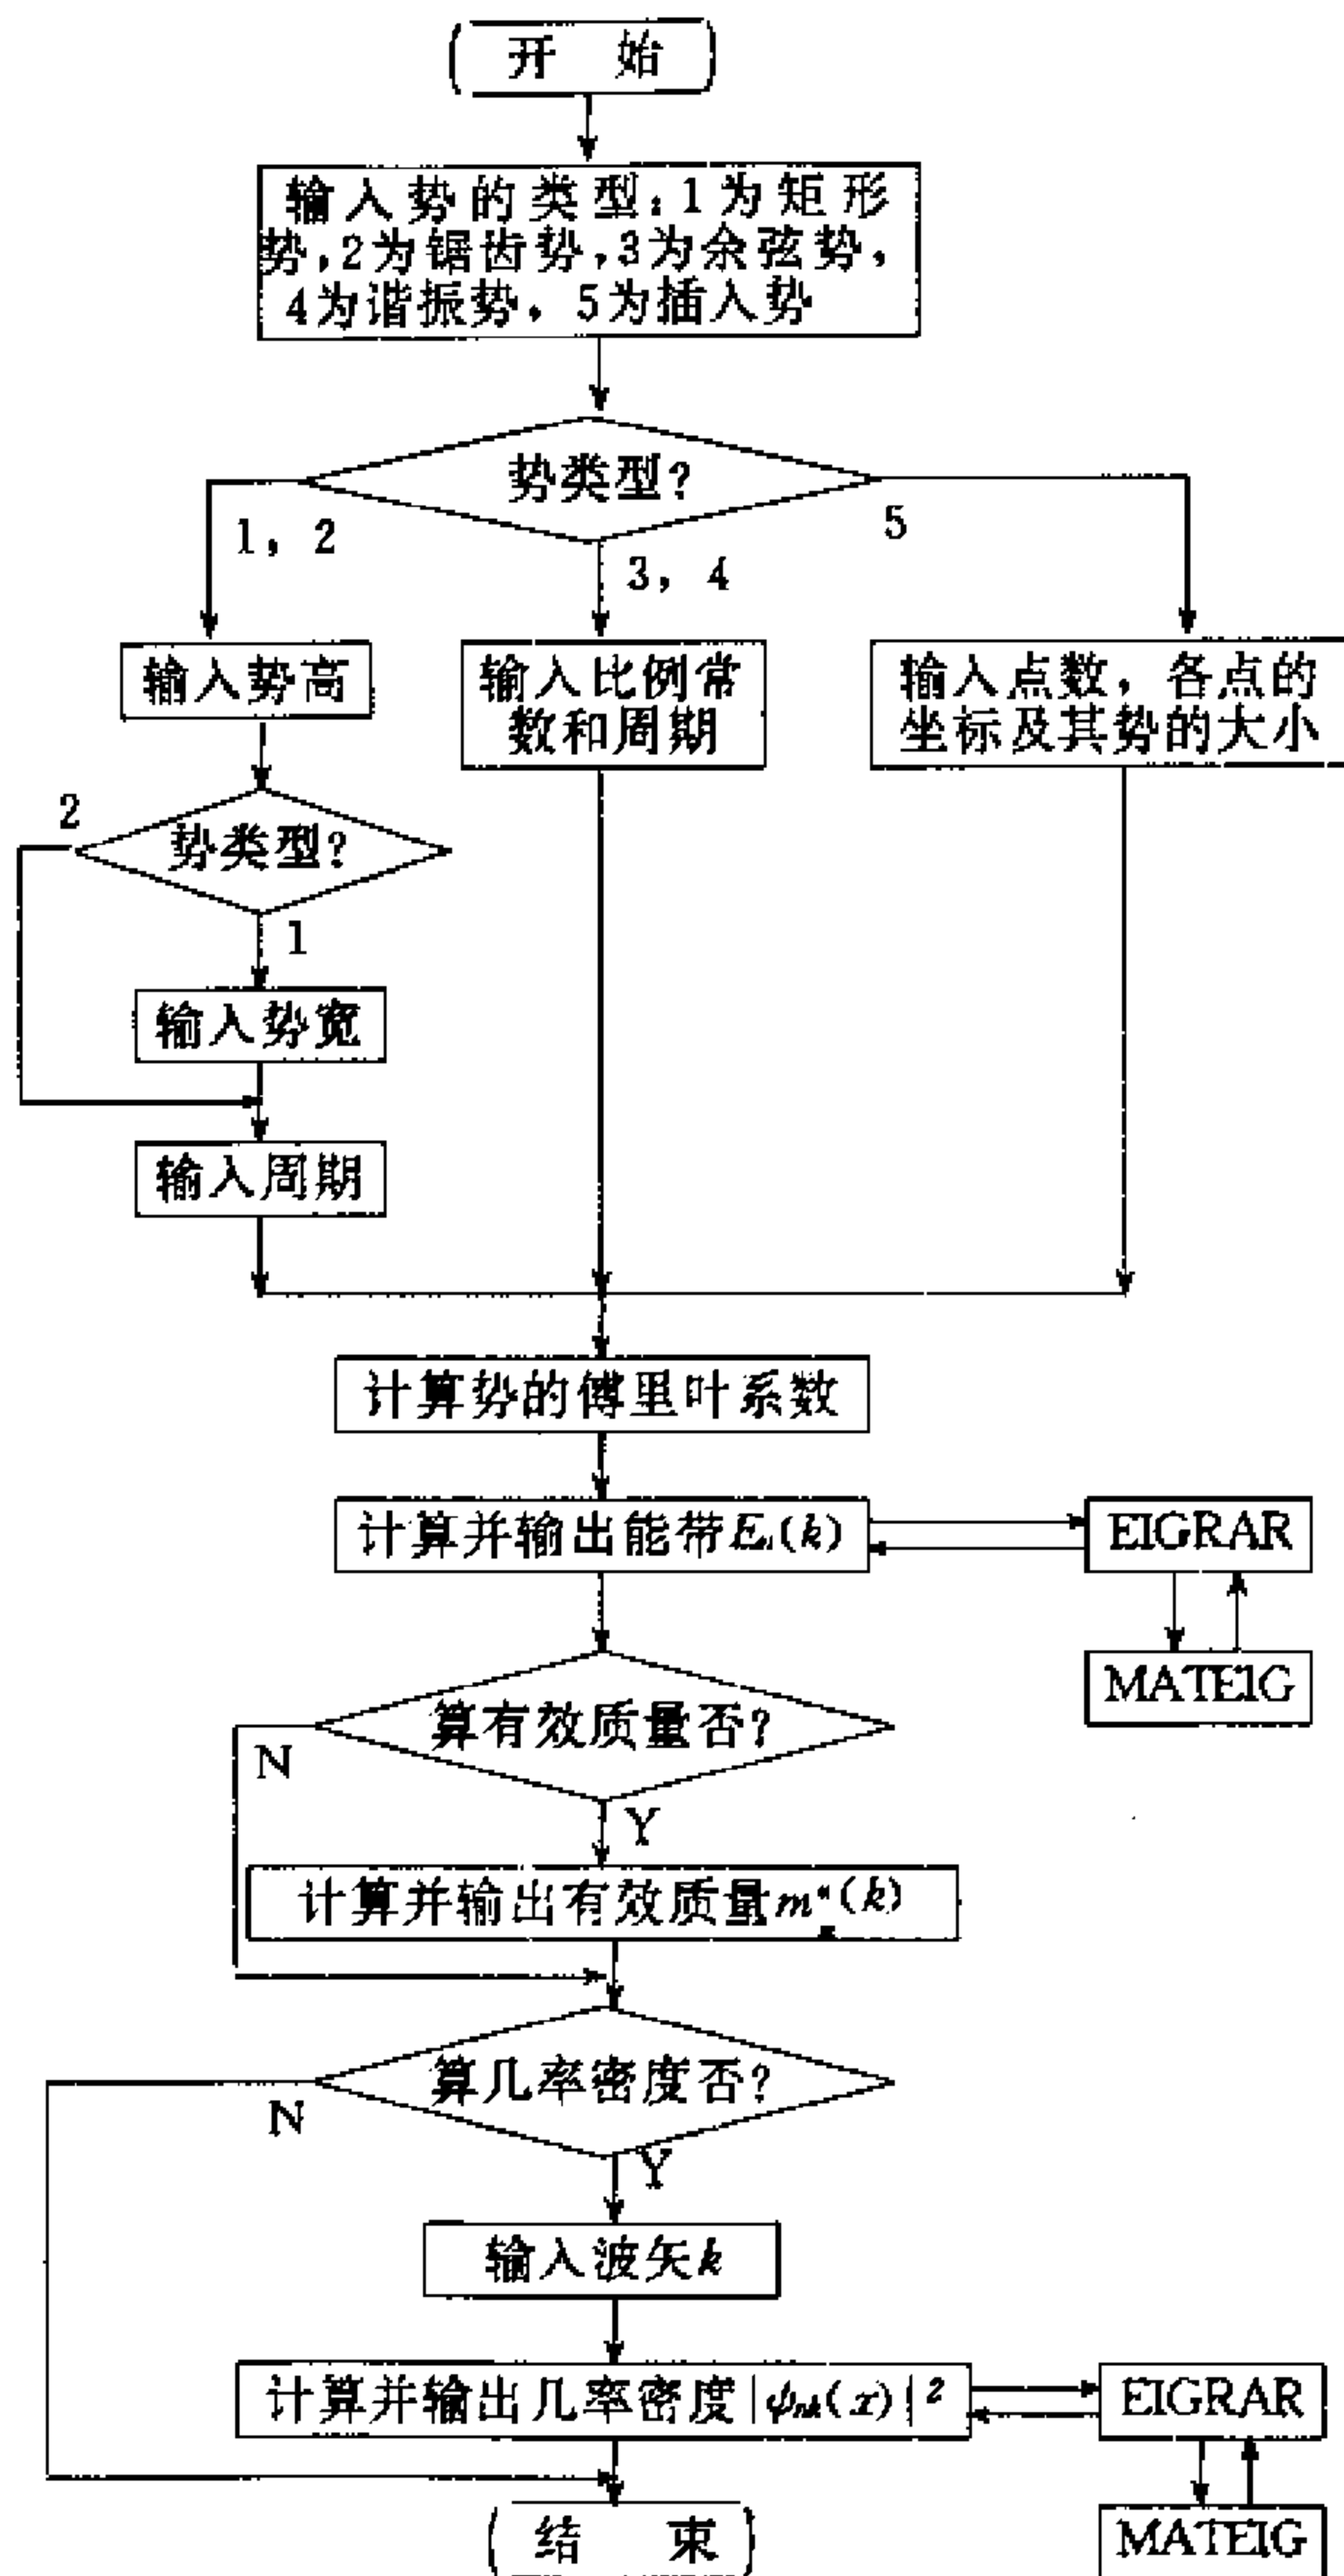 开 始
输入势的类型:1为矩形
势,2为锯齿势,3为余弦势,
4为谐振势,5为插入势
势类型?
1, 2
3, 4
5
输入势高
输入比例常
数和周期
输入点数,各点的
坐标及其势的大小
2
势类型?
1
输入势宽
输入周期
计算势的傅里叶系数
计算并输出能带Eₙ(k)
EIGRAR
MATEIG
算有效质量否?
N
Y
计算并输出有效质量m*(k)
算几率密度否?
N
Y
输入波矢k
计算并输出几率密度|ψnk(x)|²
EIGRAR
MATEIG
结 束